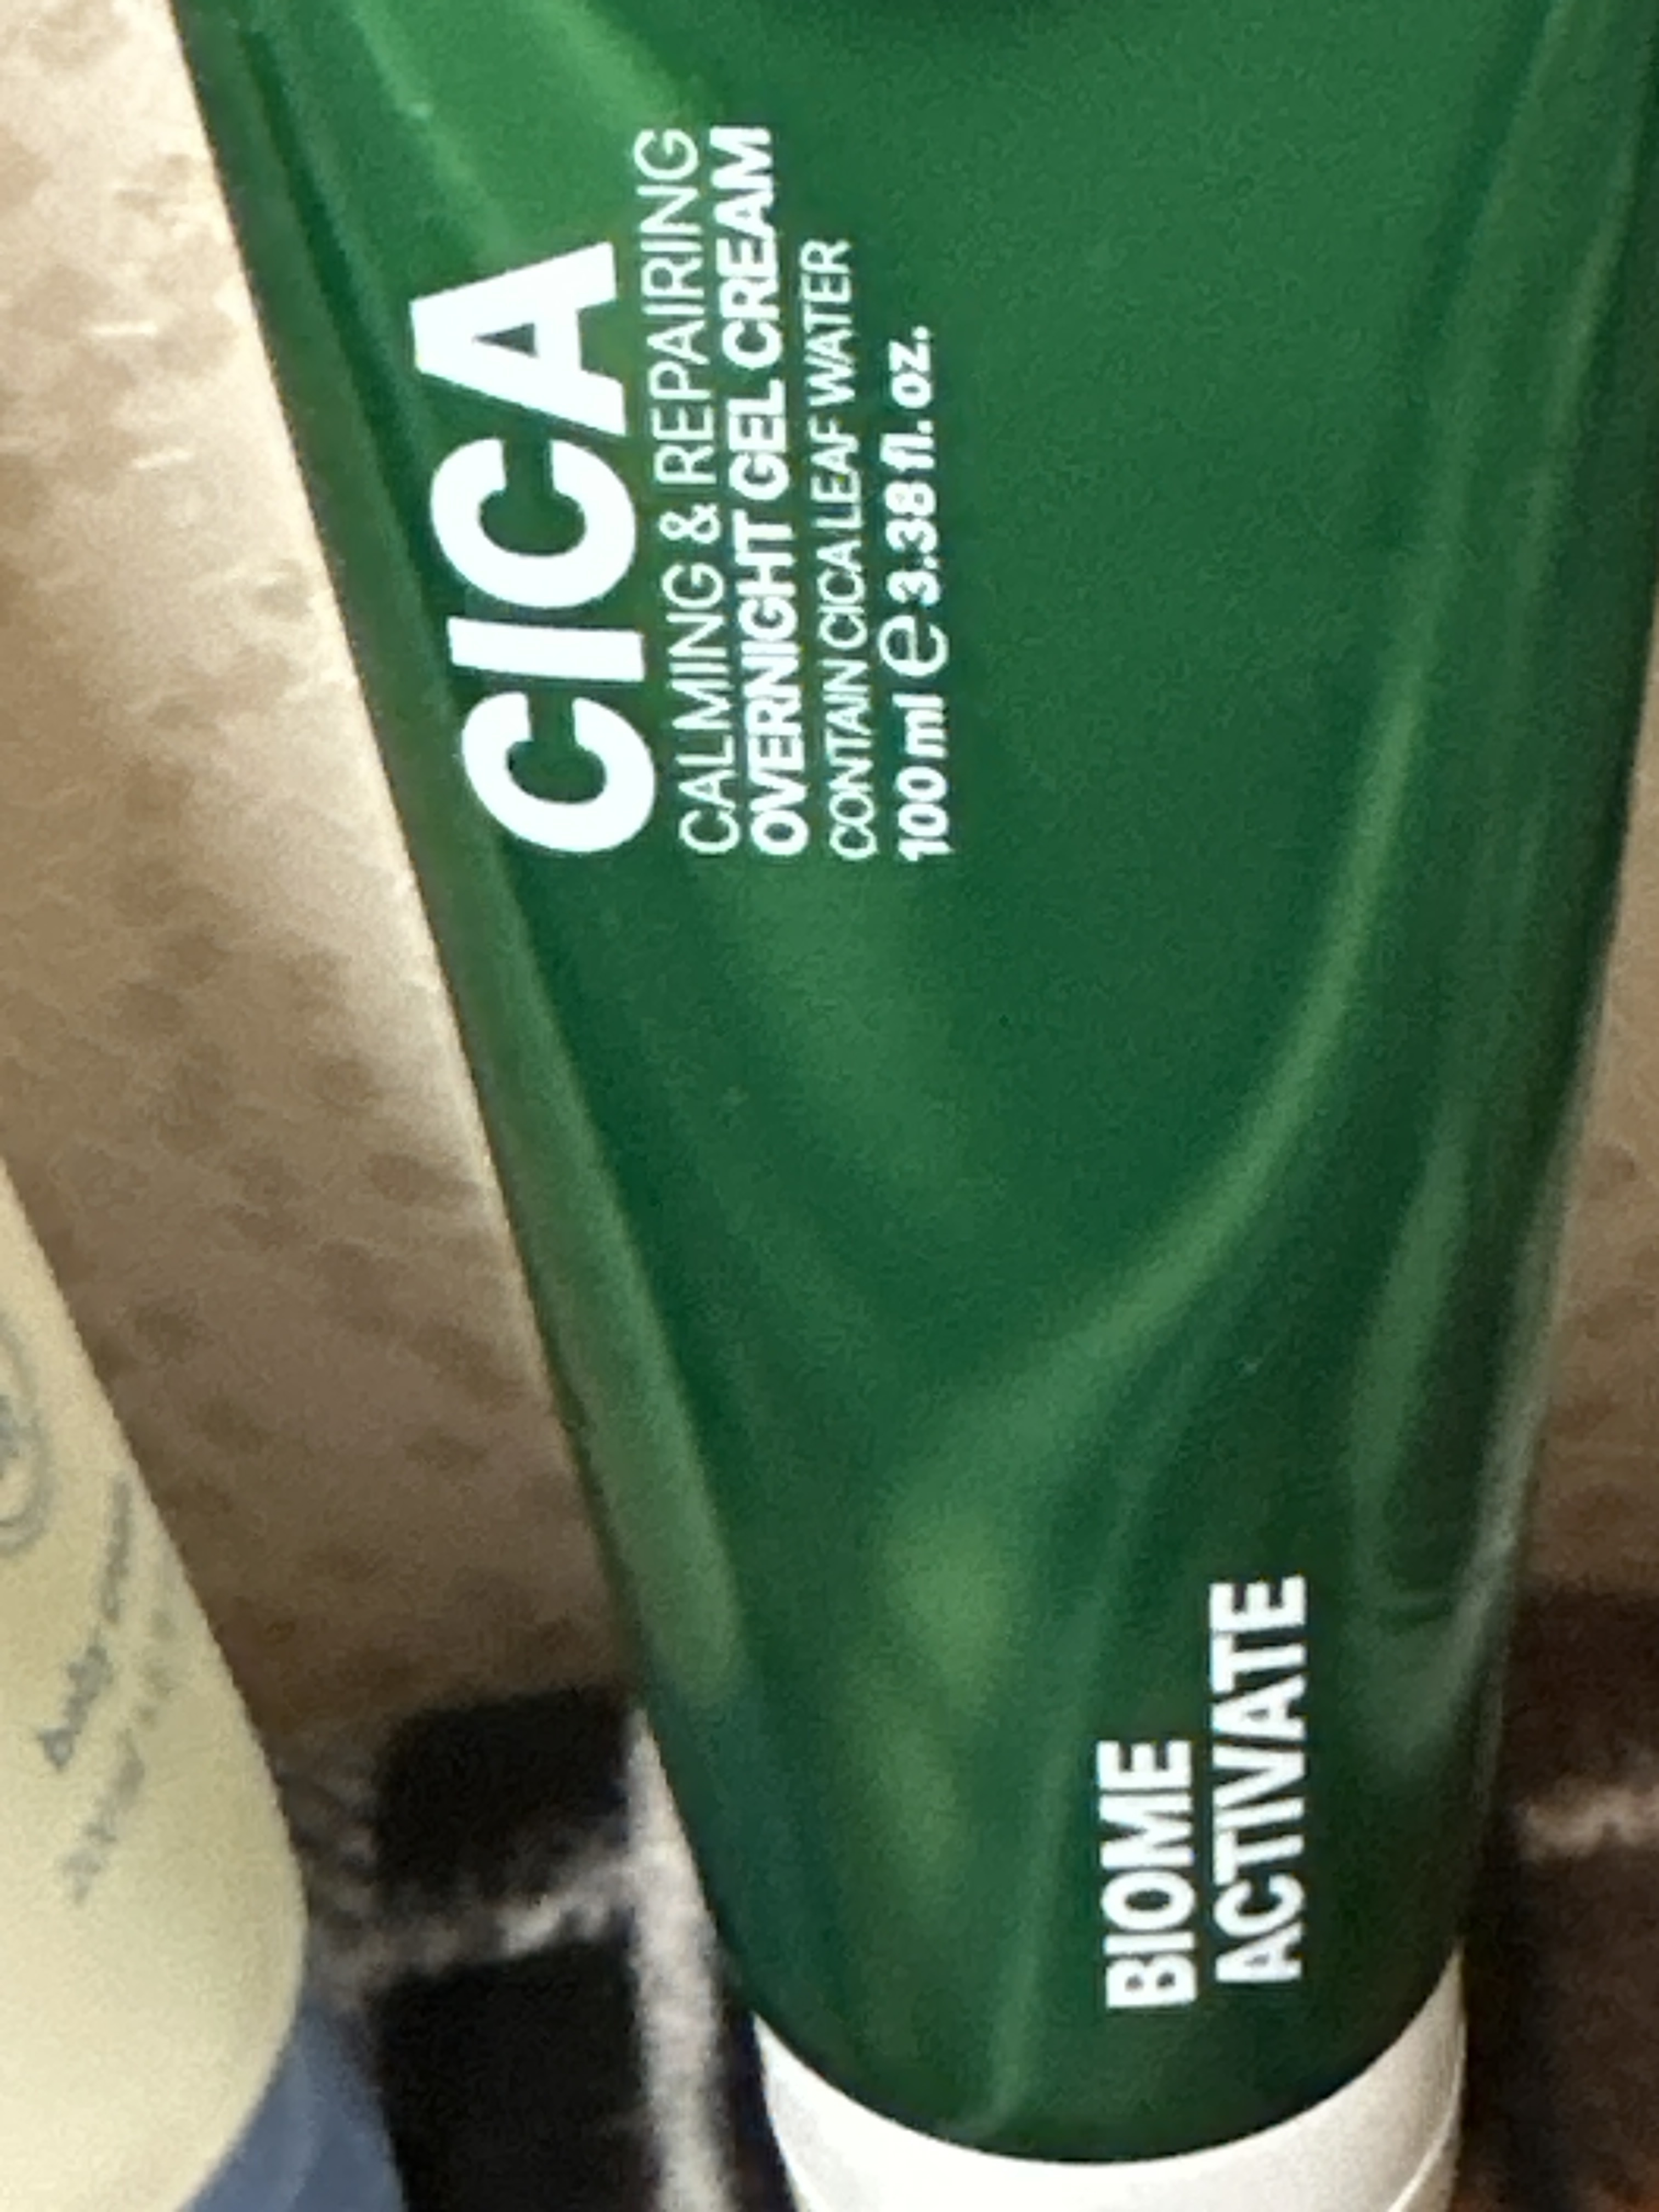 CICA
CALMING & REPAIRING
OVERNIGHT GEL CREAM
CONTAIN CICA LEAF WATER
100 ml e 3.38 fl. oz.
BIOME
ACTIVATE